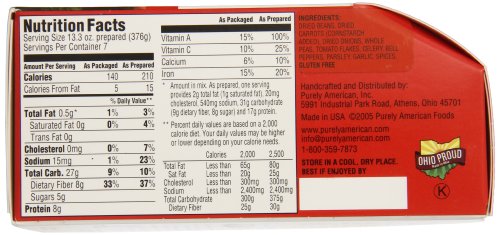 Nutrition Facts
Serving Size 13.3 oz. prepared (376g)
Servings Per Container 7
Amount Per Serving As Packaged As Prepared
Calories 140 210
Calories From Fat 5 15
% Daily Value**
Total Fat 0.5g* 1% 3%
Saturated Fat 0g 0% 4%
Trans Fat 0g
Cholesterol 0mg 0% 7%
Sodium 15mg 1% 23%
Total Carb. 27g 9% 10%
Dietary Fiber 8g 33% 37%
Sugars 5g
Protein 8g
As Packaged As Prepared
Vitamin A 15% 100%
Vitamin C 10% 25%
Calcium 6% 10%
Iron 15% 20%
* Amount in mix. As prepared, one serving
provides 2g total fat (1g saturated fat), 20mg
cholesterol, 540mg sodium, 31g carbohydrate
(9g dietary fiber, 8g sugar) and 17g protein.
** Percent daily values are based on a 2,000
calorie diet. Your daily values may be higher
or lower depending on your calorie needs.
Calories 2,000 2,500
Total Fat Less than 65g 80g
Sat Fat Less than 20g 25g
Cholesterol Less than 300mg 300mg
Sodium Less than 2,400mg 2,400mg
Total Carbohydrate 300g 375g
Dietary Fiber 25g 30g
INGREDIENTS:
DRIED BEANS, DRIED
CARROTS (CORNSTARCH
ADDED), DRIED ONIONS, WHOLE
PEAS, TOMATO FLAKES, CELERY, BELL
PEPPERS, PARSLEY, GARLIC, SPICES.
GLUTEN FREE
Handcrafted and Distributed by:
Purely American, Inc.
5991 Industrial Park Road, Athens, Ohio 45701
Made in USA ©2005 Purely American Foods
www.purelyamerican.com
info@purelyamerican.com
1-800-359-7873
STORE IN A COOL, DRY PLACE.
BEST IF ENJOYED BY
OHIO PROUD
K